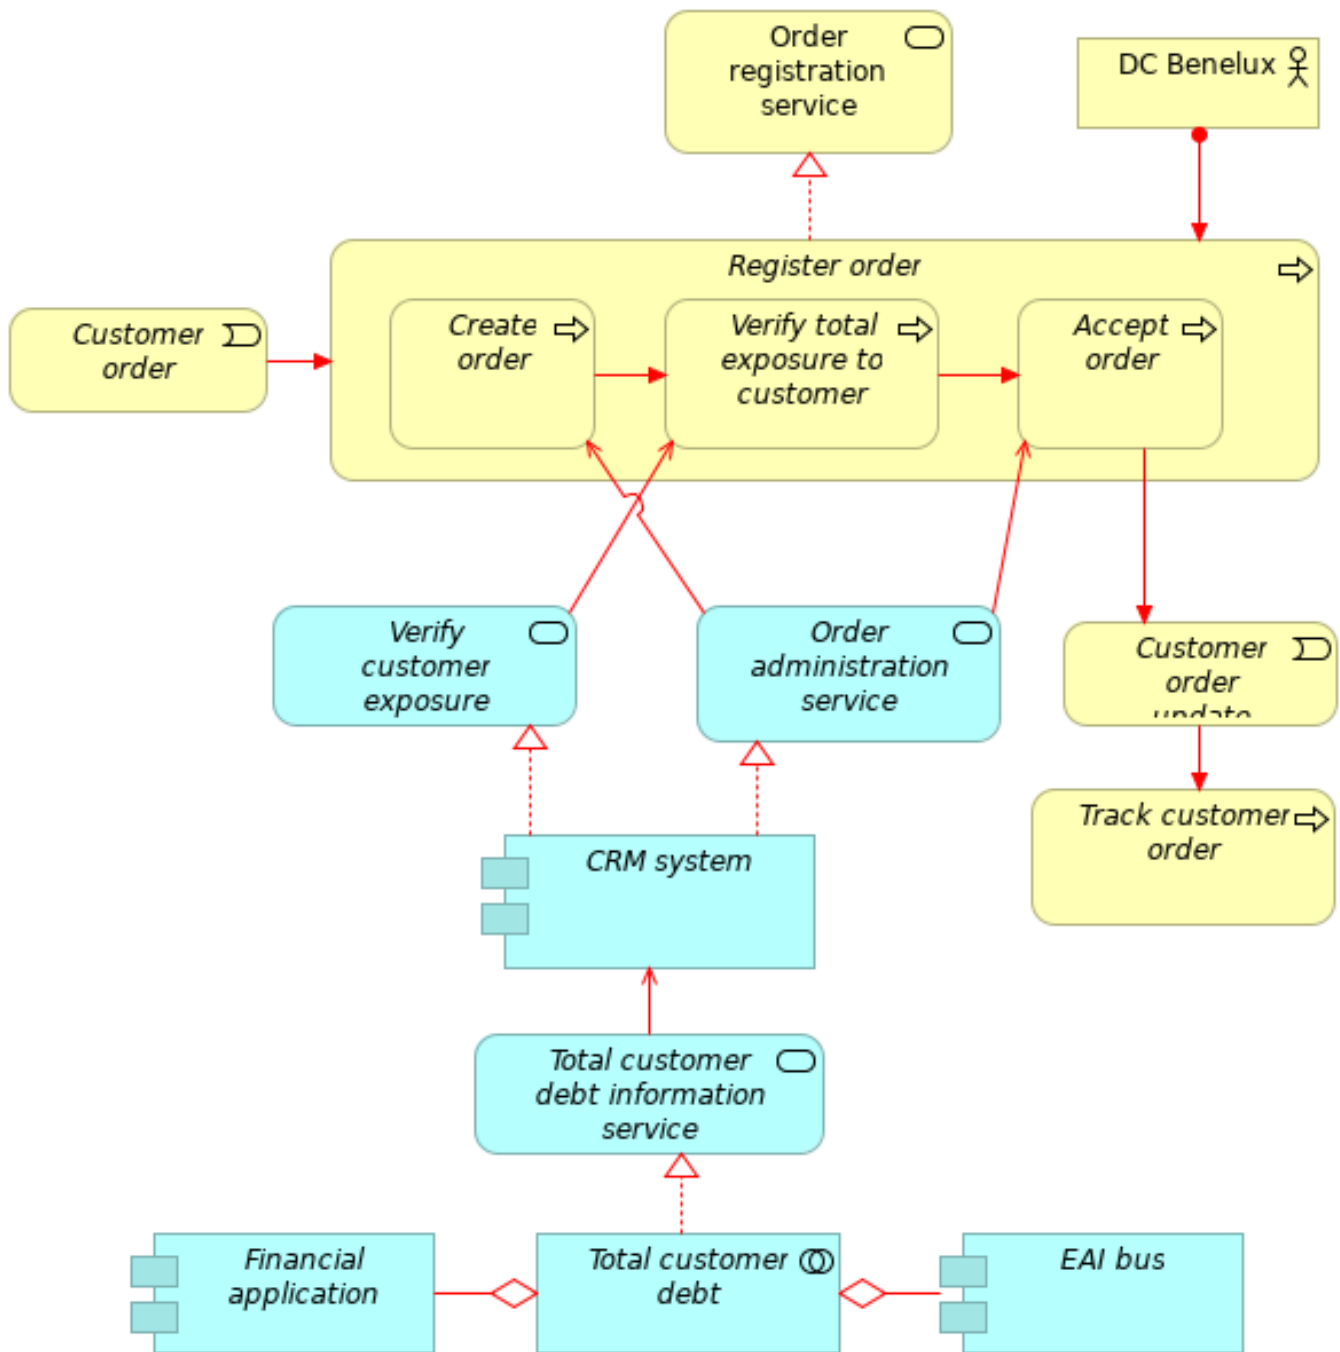 Order
registration
service
DC Benelux
Register order
Customer
order
Create
order
Verify total
exposure to
customer
Accept
order
Verify
customer
exposure
Order
administration
service
Customer
order
update
Track customer
order
CRM system
Total customer
debt information
service
Financial
application
Total customer
debt
EAI bus